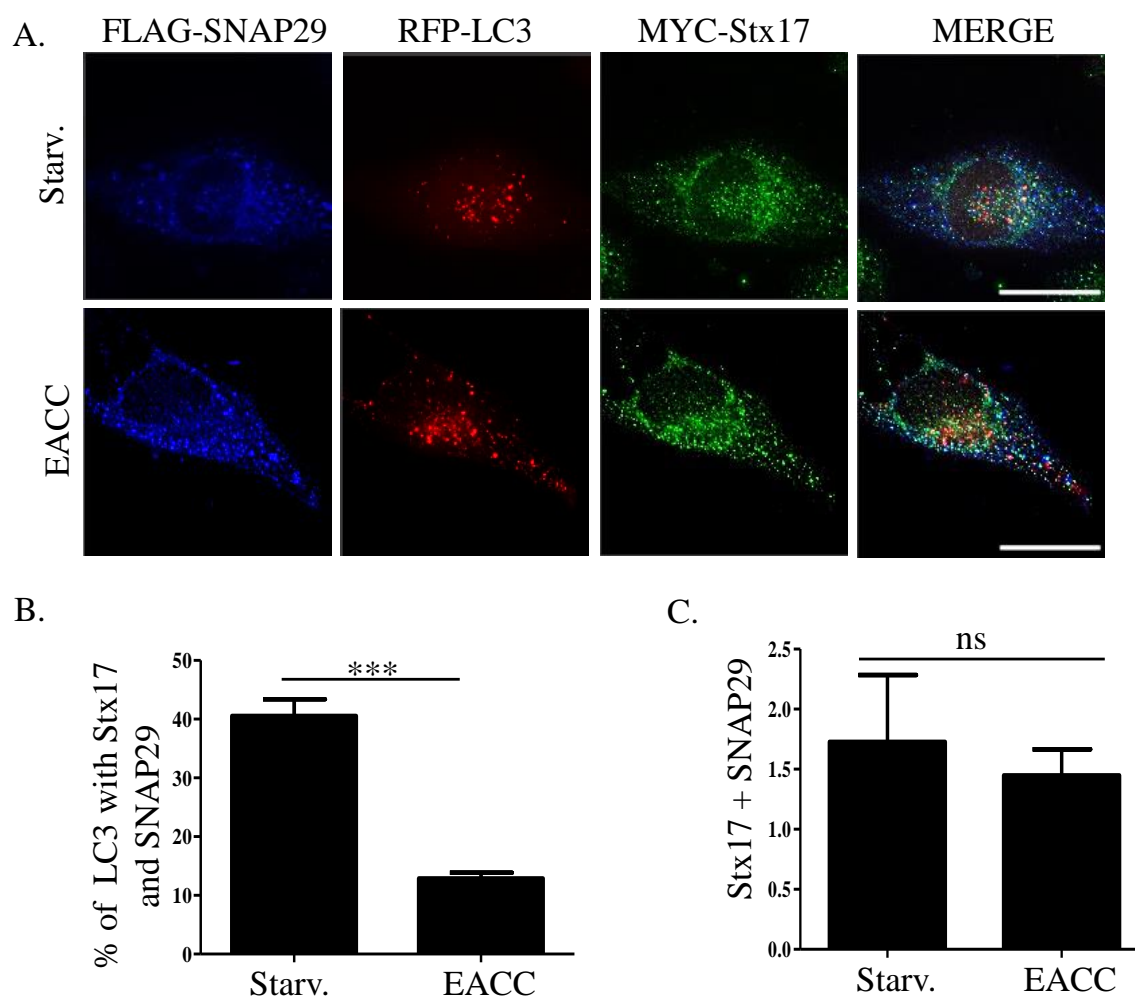 A.
FLAG-SNAP29 RFP-LC3 MYC-Stx17 MERGE
Starv.
EACC
B.
% of LC3 with Stx17
and SNAP29
50
40
30
20
10
0
***
Starv. EACC
C.
Stx17 + SNAP29
2.5
2.0
1.5
1.0
0.5
0.0
ns
Starv. EACC